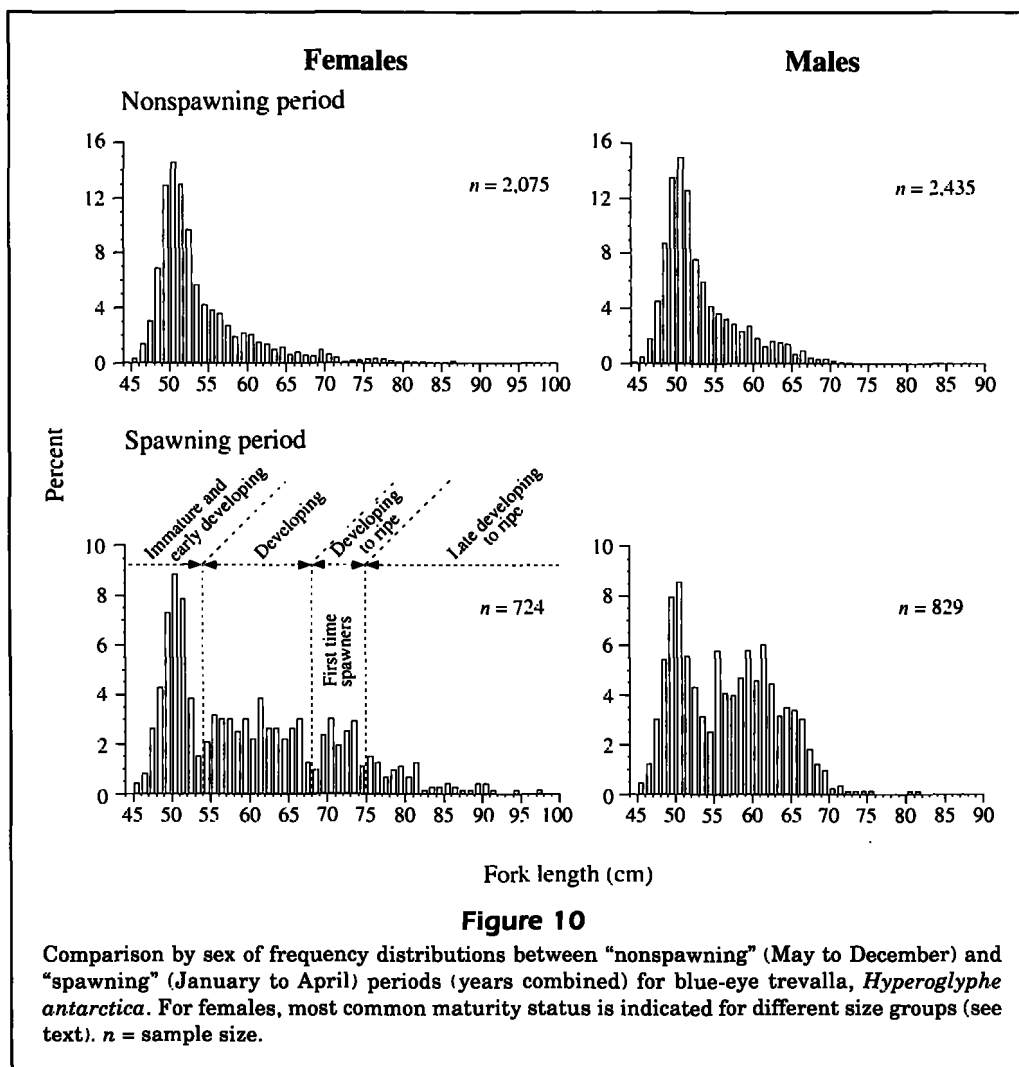 Females
Males
Nonspawning period
16
12
8
4
0
n = 2,075
45 50 55 60 65 70 75 80 85 90 95 100
16
12
8
4
0
n = 2,435
45 50 55 60 65 70 75 80 85 90
Percent
Spawning period
Immature and
early developing
Developing
Developing
to ripe
Late developing
to ripe
10
8
6
4
2
0
First time
spawners
n = 724
45 50 55 60 65 70 75 80 85 90 95 100
10
8
6
4
2
0
n = 829
45 50 55 60 65 70 75 80 85 90
Fork length (cm)
Figure 10
Comparison by sex of frequency distributions between "nonspawning" (May to December) and
"spawning" (January to April) periods (years combined) for blue-eye trevalla, Hyperoglyphe
antarctica. For females, most common maturity status is indicated for different size groups (see
text). n = sample size.